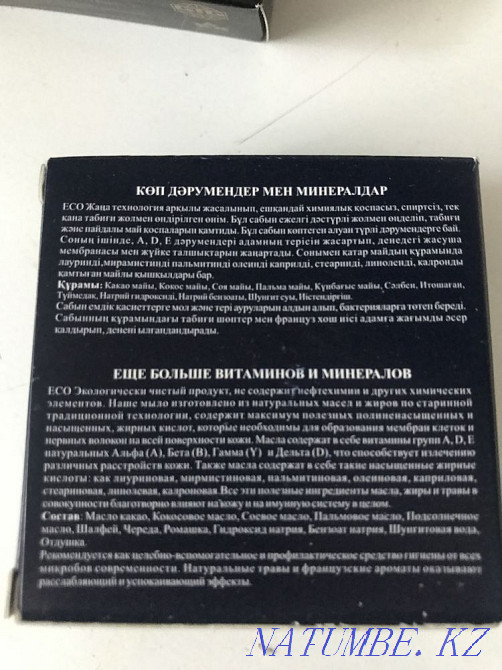 КӨП ДӘРУМЕНДЕР МЕН МИНЕРАЛДАР
ECO Жаңа технология арқылы жасалынып, ешқандай химиялық қоспасыз, спиртсіз, тек
қана табиғи жолмен өндірілген өнім. Бұл сабын ежелгі дәстүрлі жолмен өңделіп, табиғи
және пайдалы май қоспаларын қамтиды. Бұл сабын көптеген алуан түрлі дәрумендерге бай.
Соның ішінде, А, D, Е дәрумендері адамның терісін жасартып, денедегі жасуша
мембранасы мен жүйке талшықтарын жаңартады. Сонымен қатар майдың құрамында
лауринді,мирамистинді пальмитинді олеинді каприлді, стеаринді, линоленді, калронды
қамтыған майлы қышқылдары бар.
Құрамы: Какао майы, Кокос майы, Соя майы, Пальма майы, Күнбағыс майы, Сәлбен, Итошаған,
Түймедақ, Натрий гидроксиді, Натрий бензоаты, Шунгит суы, Иістендіргіш.
Сабын емдік қасиеттерге мол және тері ауруларын алдын алып, бактерияларға төтеп береді.
Сабынның құрамындағы табиғи шөптер мен француз хош иісі адамға жағымды әсер
қалдырып, денені ылғандандырады.
ЕЩЕ БОЛЬШЕ ВИТАМИНОВ И МИНЕРАЛОВ
ECO Экологически чистый продукт, не содержит нефтехимии и других химических
элементов. Наше мыло изготовлено из натуральных масел и жиров по старинной
традиционной технологии, содержит максимум полезных полиненасыщенных и
насыщенных, жирных кислот, которые необходимы для образования мембран клеток и
нервных волокон на всей поверхности кожи. Масла содержат в себе витамины групп А, D, Е
натуральных Альфа (А), Бета (В), Гамма (Y) и Дельта (D), что способствует излечению
различных расстройств кожи. Также масла содержат в себе такие насыщенные жирные
кислоты: как лиуриновая, мирстиновая, пальмитиновая, олеиновая, каприловая,
стеариновая, линолевая, калроновая.Все эти полезные ингредиенты масла, жиры и травы в
совокупности благотворно влияют на кожу и на имунную систему в целом.
Состав: Масло какао, Кокосовое масло, Соевое масло, Пальмовое масло, Подсолнечное
масло, Шалфей, Череда, Ромашка, Гидроксид натрия, Бензоат натрия, Шунгитовая вода,
Отдушка.
Рекомендуется как целебно-вспомогательное и профилактическое средство гигиены от всех
микробов современности. Натуральные травы и французские ароматы оказывают
расслабляющий и успокаивающий эффекты.
NATUMBE.KZ